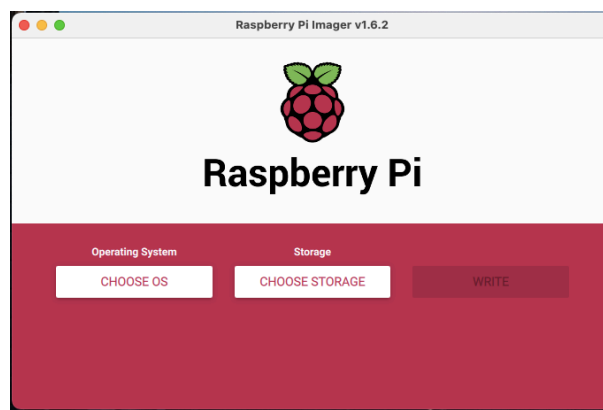 Raspberry Pi Imager v1.6.2
Raspberry Pi
Operating System
Storage
CHOOSE OS
CHOOSE STORAGE
WRITE